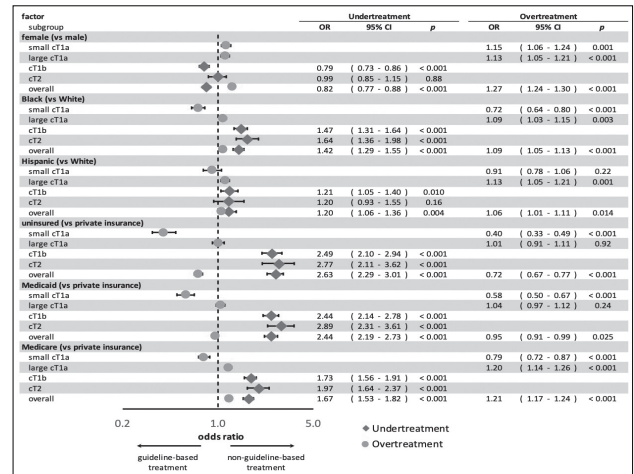 factor Undertreatment Overtreatment
subgroup OR 95% CI p OR 95% CI p
female (vs male)
small cT1a 1.15 ( 1.06 - 1.24 ) 0.001
large cT1a 1.13 ( 1.05 - 1.21 ) < 0.001
cT1b 0.79 ( 0.73 - 0.86 ) < 0.001
cT2 0.99 ( 0.85 - 1.15 ) 0.88
overall 0.82 ( 0.77 - 0.88 ) < 0.001 1.27 ( 1.24 - 1.30 ) < 0.001
Black (vs White)
small cT1a 0.72 ( 0.64 - 0.80 ) < 0.001
large cT1a 1.09 ( 1.03 - 1.15 ) 0.003
cT1b 1.47 ( 1.31 - 1.64 ) < 0.001
cT2 1.64 ( 1.36 - 1.98 ) < 0.001
overall 1.42 ( 1.29 - 1.55 ) < 0.001 1.09 ( 1.05 - 1.13 ) < 0.001
Hispanic (vs White)
small cT1a 0.91 ( 0.78 - 1.06 ) 0.22
large cT1a 1.13 ( 1.05 - 1.21 ) 0.001
cT1b 1.21 ( 1.05 - 1.40 ) 0.010
cT2 1.20 ( 0.93 - 1.55 ) 0.16
overall 1.20 ( 1.06 - 1.36 ) 0.004 1.06 ( 1.01 - 1.11 ) 0.014
uninsured (vs private insurance)
small cT1a 0.40 ( 0.33 - 0.49 ) < 0.001
large cT1a 1.01 ( 0.91 - 1.11 ) 0.92
cT1b 2.49 ( 2.10 - 2.94 ) < 0.001
cT2 2.77 ( 2.11 - 3.62 ) < 0.001
overall 2.63 ( 2.29 - 3.01 ) < 0.001 0.72 ( 0.67 - 0.77 ) < 0.001
Medicaid (vs private insurance)
small cT1a 0.58 ( 0.50 - 0.67 ) < 0.001
large cT1a 1.04 ( 0.97 - 1.12 ) 0.24
cT1b 2.44 ( 2.14 - 2.78 ) < 0.001
cT2 2.89 ( 2.31 - 3.61 ) < 0.001
overall 2.44 ( 2.19 - 2.73 ) < 0.001 0.95 ( 0.91 - 0.99 ) 0.025
Medicare (vs private insurance)
small cT1a 0.79 ( 0.72 - 0.87 ) < 0.001
large cT1a 1.20 ( 1.14 - 1.26 ) < 0.001
cT1b 1.73 ( 1.56 - 1.91 ) < 0.001
cT2 1.97 ( 1.64 - 2.37 ) < 0.001
overall 1.67 ( 1.53 - 1.82 ) < 0.001 1.21 ( 1.17 - 1.24 ) < 0.001
0.2 1.0 5.0
odds ratio
guideline-based treatment
non-guideline-based treatment
Undertreatment
Overtreatment